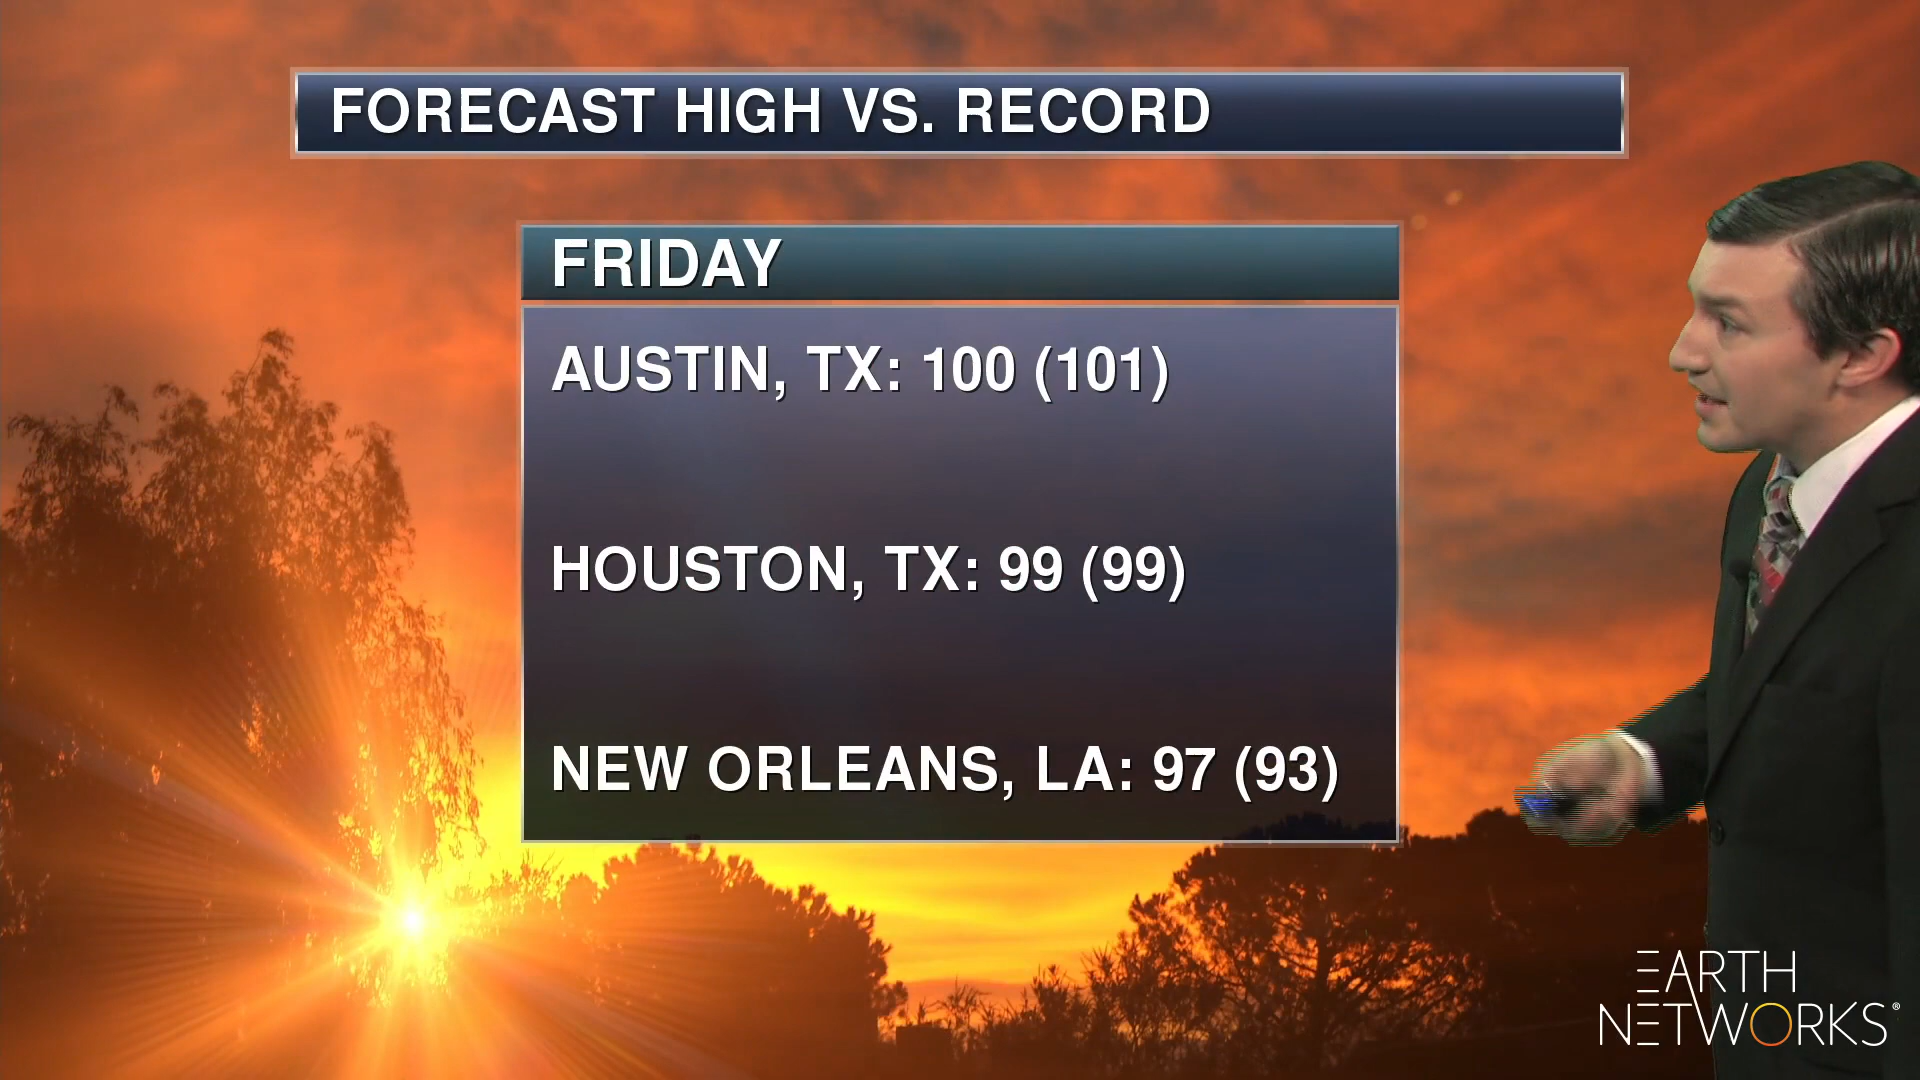 FORECAST HIGH VS. RECORD
FRIDAY
AUSTIN, TX: 100 (101)
HOUSTON, TX: 99 (99)
NEW ORLEANS, LA: 97 (93)
EARTH
NETWORKS®